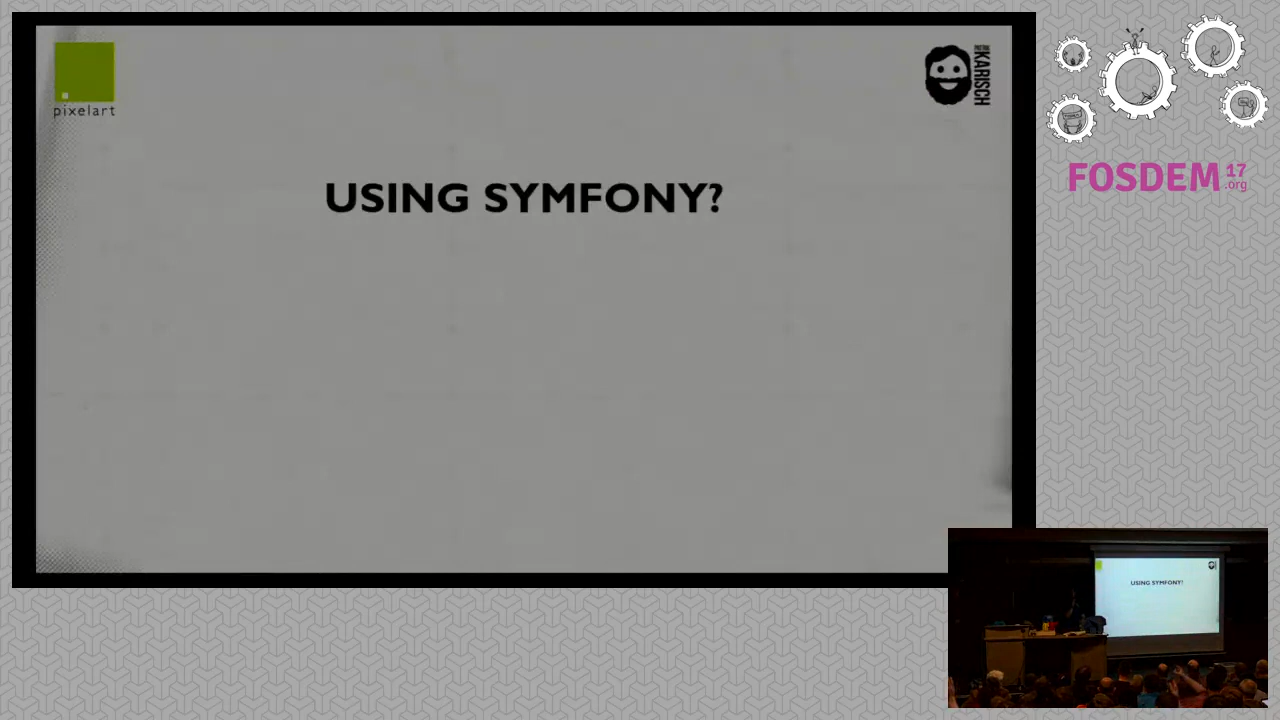 pixelart
KARISCH
USING SYMFONY?
FOSDEM 17
.org
USING SYMFONY?